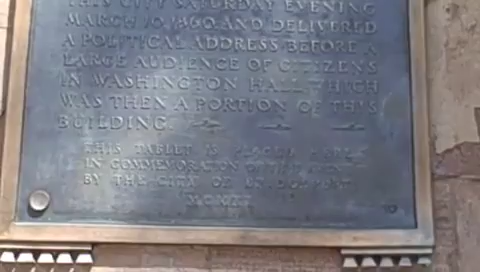 THIS CITY SATURDAY EVENING
MARCH 10, 1860, AND DELIVERED
A POLITICAL ADDRESS BEFORE A
LARGE AUDIENCE OF CITIZENS
IN WASHINGTON HALL WHICH
WAS THEN A PORTION OF THIS
BUILDING.
THIS TABLET IS PLACED HERE
IN COMMEMORATION OF
BY THE CITY OF BRIDGEPORT